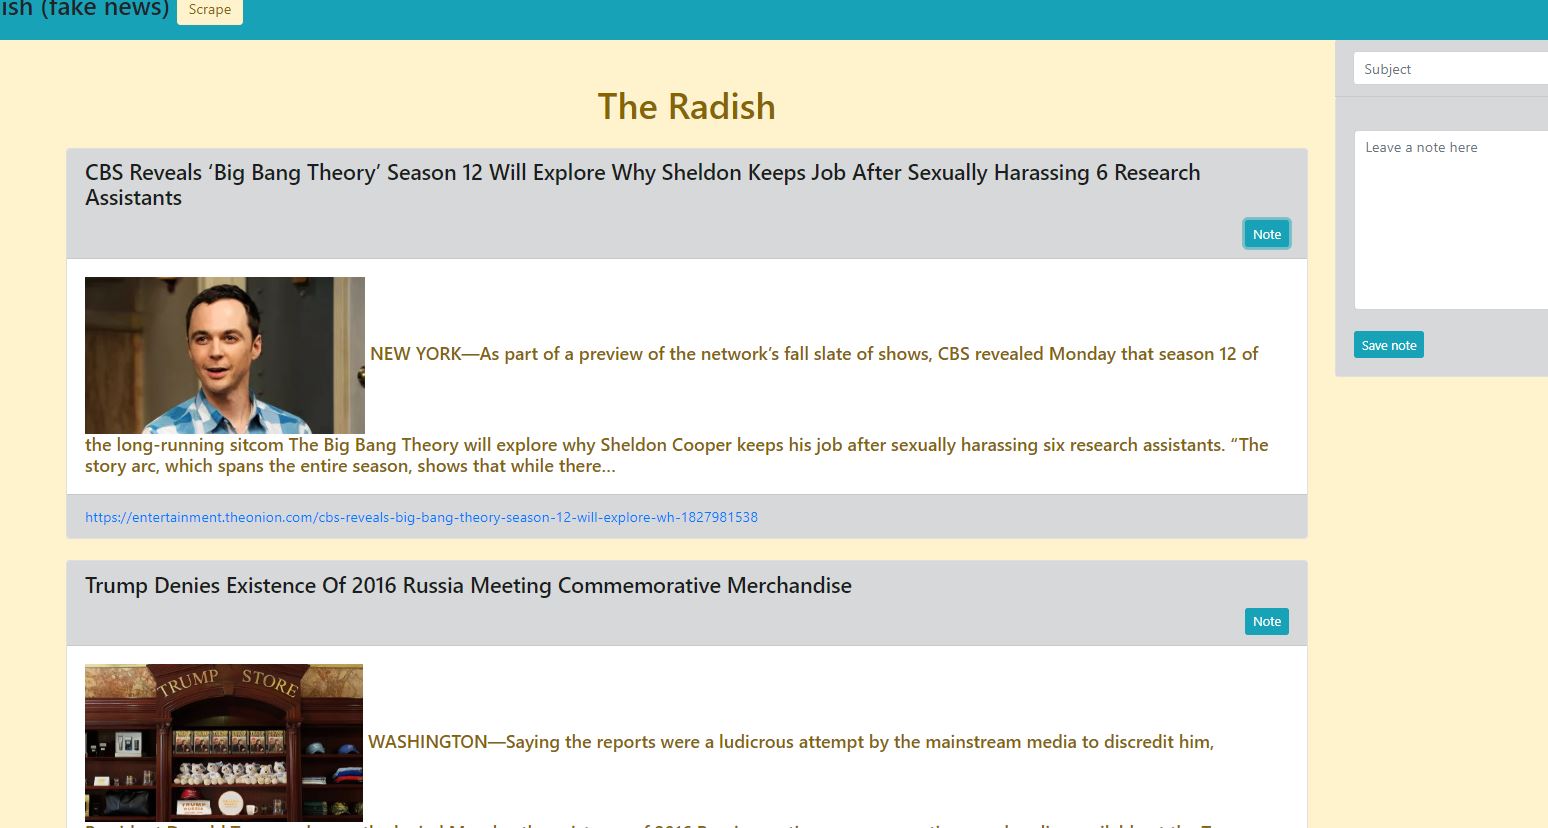 ish (fake news) Scrape
Subject
The Radish
Leave a note here
CBS Reveals ‘Big Bang Theory’ Season 12 Will Explore Why Sheldon Keeps Job After Sexually Harassing 6 Research
Assistants
Note
Save note
NEW YORK—As part of a preview of the network’s fall slate of shows, CBS revealed Monday that season 12 of
the long-running sitcom The Big Bang Theory will explore why Sheldon Cooper keeps his job after sexually harassing six research assistants. “The
story arc, which spans the entire season, shows that while there…
https://entertainment.theonion.com/cbs-reveals-big-bang-theory-season-12-will-explore-wh-1827981538
Trump Denies Existence Of 2016 Russia Meeting Commemorative Merchandise
Note
TRUMP STORE
WASHINGTON—Saying the reports were a ludicrous attempt by the mainstream media to discredit him,